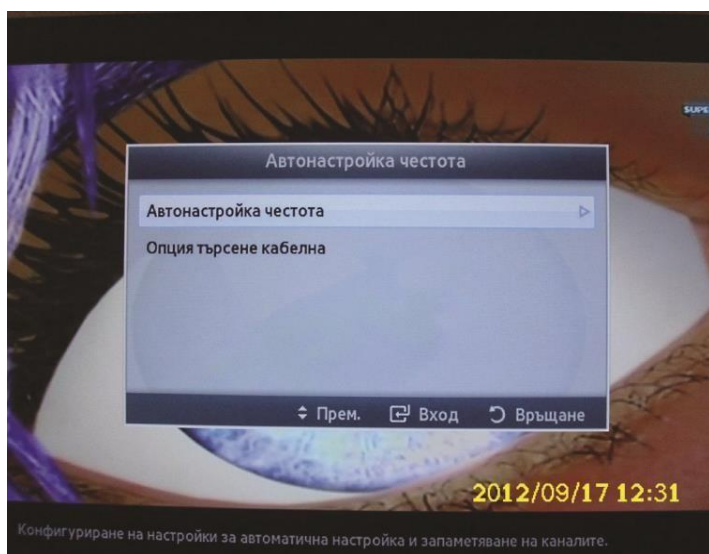 SUPE
Автонастройка честота
Автонастройка честота
Опция търсене кабелна
Прем. Вход Връщане
2012/09/17 12:31
Конфигуриране на настройки за автоматична настройка и запаметяване на каналите.